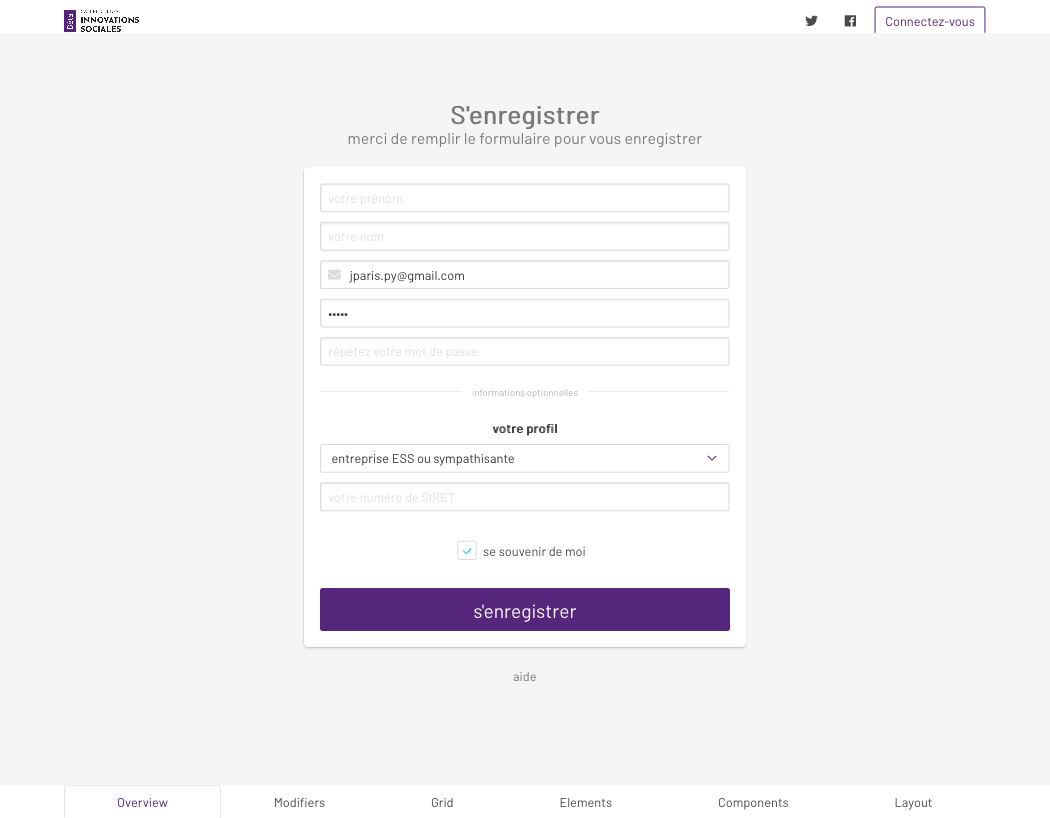 Beta
INNOVATIONS
SOCIALES
Connectez-vous
S'enregistrer
merci de remplir le formulaire pour vous enregistrer
votre prénom
votre nom
jparis.py@gmail.com
•••••
répétez votre mot de passe
informations optionnelles
votre profil
entreprise ESS ou sympathisante
votre numéro de SIRET
se souvenir de moi
s'enregistrer
aide
Overview
Modifiers
Grid
Elements
Components
Layout